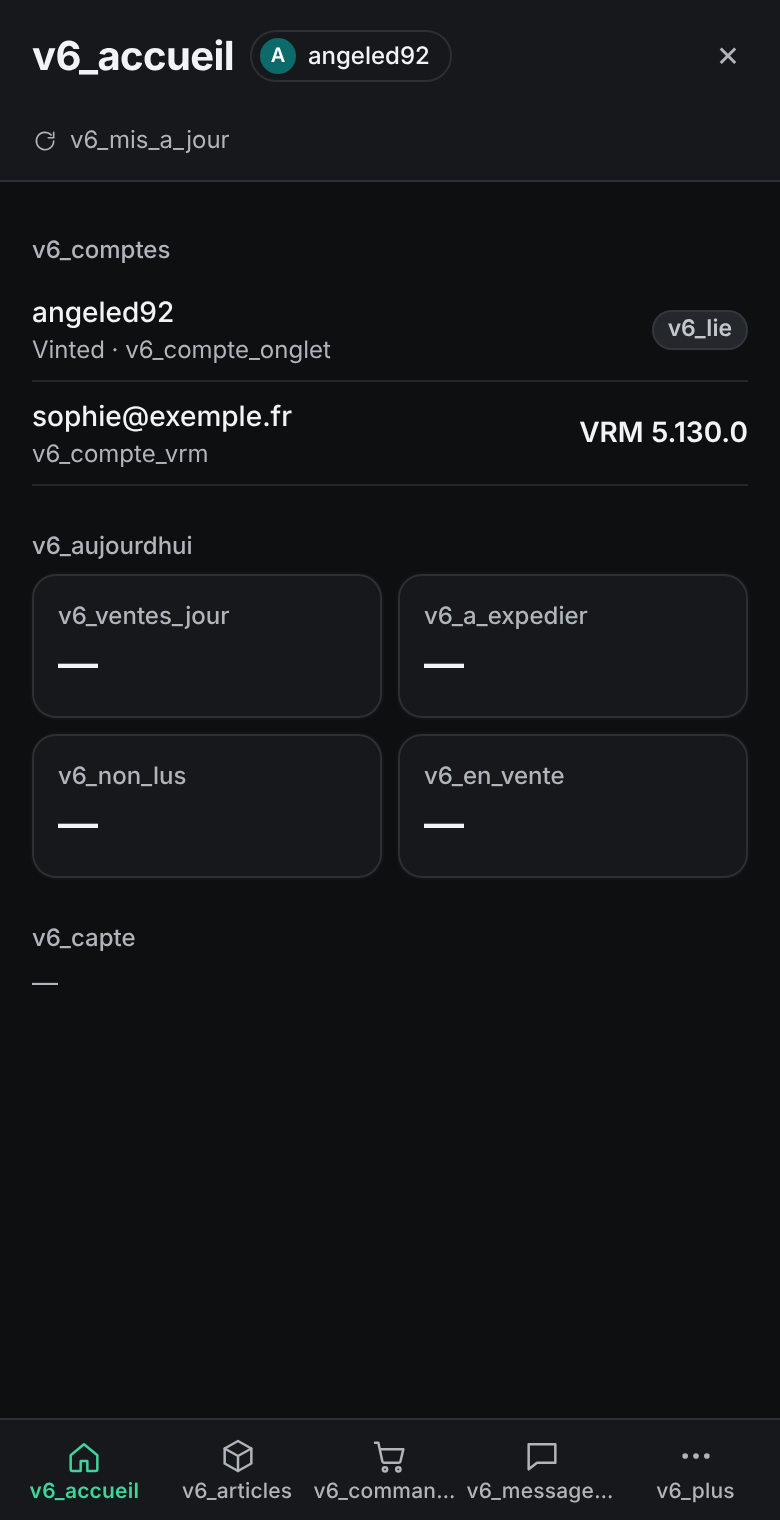 v6_accueil
A angeled92
v6_mis_a_jour
v6_comptes
angeled92
Vinted · v6_compte_onglet
v6_lie
sophie@exemple.fr
v6_compte_vrm
VRM 5.130.0
v6_aujourdhui
v6_ventes_jour
—
v6_a_expedier
—
v6_non_lus
—
v6_en_vente
—
v6_capte
—
v6_accueil
v6_articles
v6_comman...
v6_message...
v6_plus